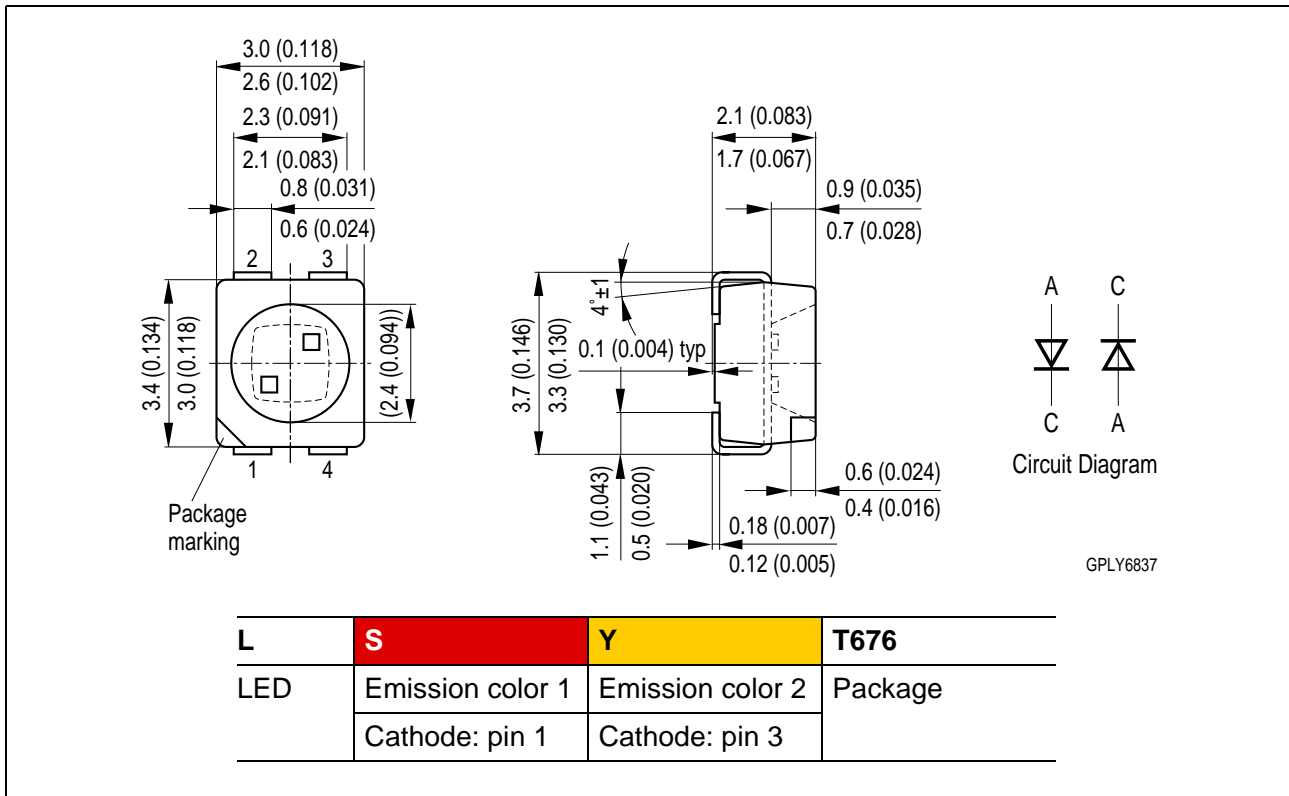 3.0 (0.118)
2.6 (0.102)
2.3 (0.091)
2.1 (0.083)
0.8 (0.031)
0.6 (0.024)
2
3
3.4 (0.134)
3.0 (0.118)
(2.4 (0.094))
1
4
Package
marking
2.1 (0.083)
1.7 (0.067)
0.9 (0.035)
0.7 (0.028)
4°±1
3.7 (0.146)
3.3 (0.130)
0.1 (0.004) typ
1.1 (0.043)
0.5 (0.020)
0.6 (0.024)
0.4 (0.016)
0.18 (0.007)
0.12 (0.005)
A C
C A
Circuit Diagram
GPLY6837
L S Y T676
LED Emission color 1 Emission color 2 Package
Cathode: pin 1 Cathode: pin 3